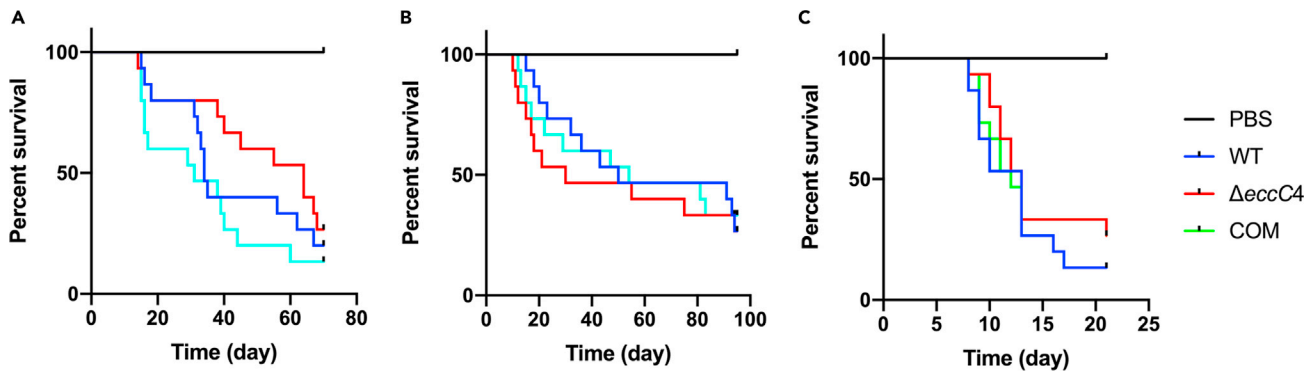 A
Percent survival
100
50
0
0 20 40 60 80
Time (day)
B
Percent survival
100
50
0
0 20 40 60 80 100
Time (day)
C
Percent survival
100
50
0
0 5 10 15 20 25
Time (day)
PBS
WT
ΔeccC4
COM